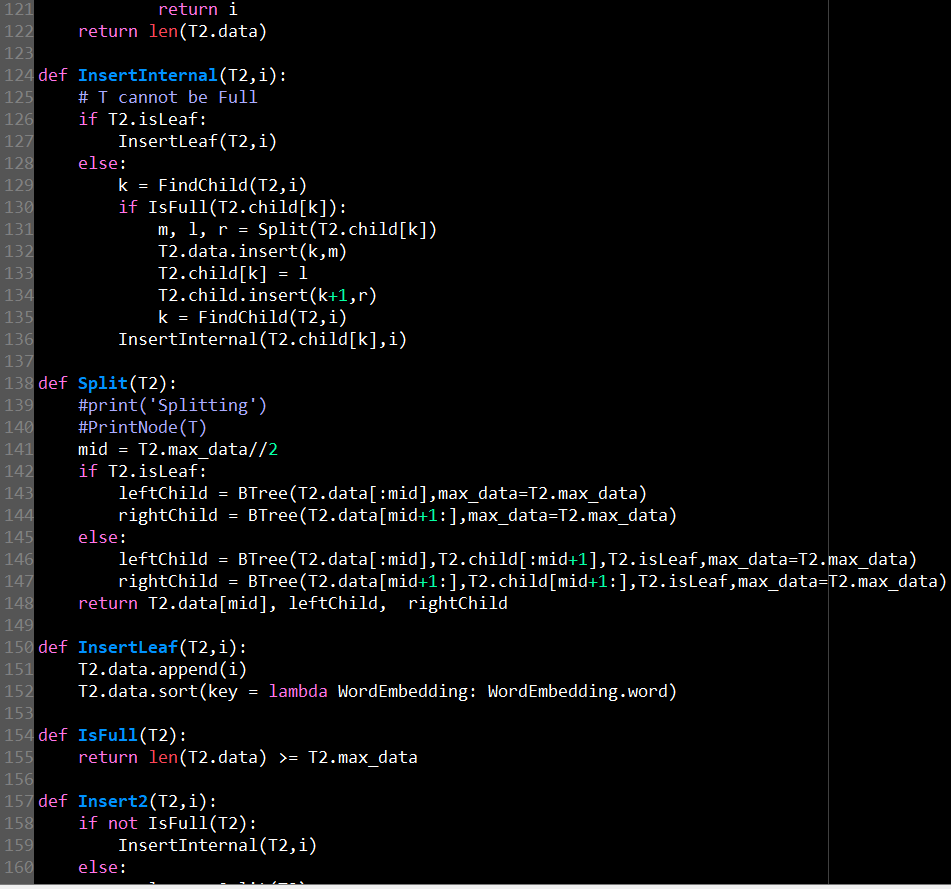 121             return i
122     return len(T2.data)
123
124 def InsertInternal(T2,i):
125     # T cannot be Full
126     if T2.isLeaf:
127         InsertLeaf(T2,i)
128     else:
129         k = FindChild(T2,i)
130         if IsFull(T2.child[k]):
131             m, l, r = Split(T2.child[k])
132             T2.data.insert(k,m)
133             T2.child[k] = l
134             T2.child.insert(k+1,r)
135             k = FindChild(T2,i)
136         InsertInternal(T2.child[k],i)
137
138 def Split(T2):
139     #print('Splitting')
140     #PrintNode(T)
141     mid = T2.max_data//2
142     if T2.isLeaf:
143         leftChild = BTree(T2.data[:mid],max_data=T2.max_data)
144         rightChild = BTree(T2.data[mid+1:],max_data=T2.max_data)
145     else:
146         leftChild = BTree(T2.data[:mid],T2.child[:mid+1],T2.isLeaf,max_data=T2.max_data)
147         rightChild = BTree(T2.data[mid+1:],T2.child[mid+1:],T2.isLeaf,max_data=T2.max_data)
148     return T2.data[mid], leftChild,  rightChild
149
150 def InsertLeaf(T2,i):
151     T2.data.append(i)
152     T2.data.sort(key = lambda WordEmbedding: WordEmbedding.word)
153
154 def IsFull(T2):
155     return len(T2.data) >= T2.max_data
156
157 def Insert2(T2,i):
158     if not IsFull(T2):
159         InsertInternal(T2,i)
160     else: